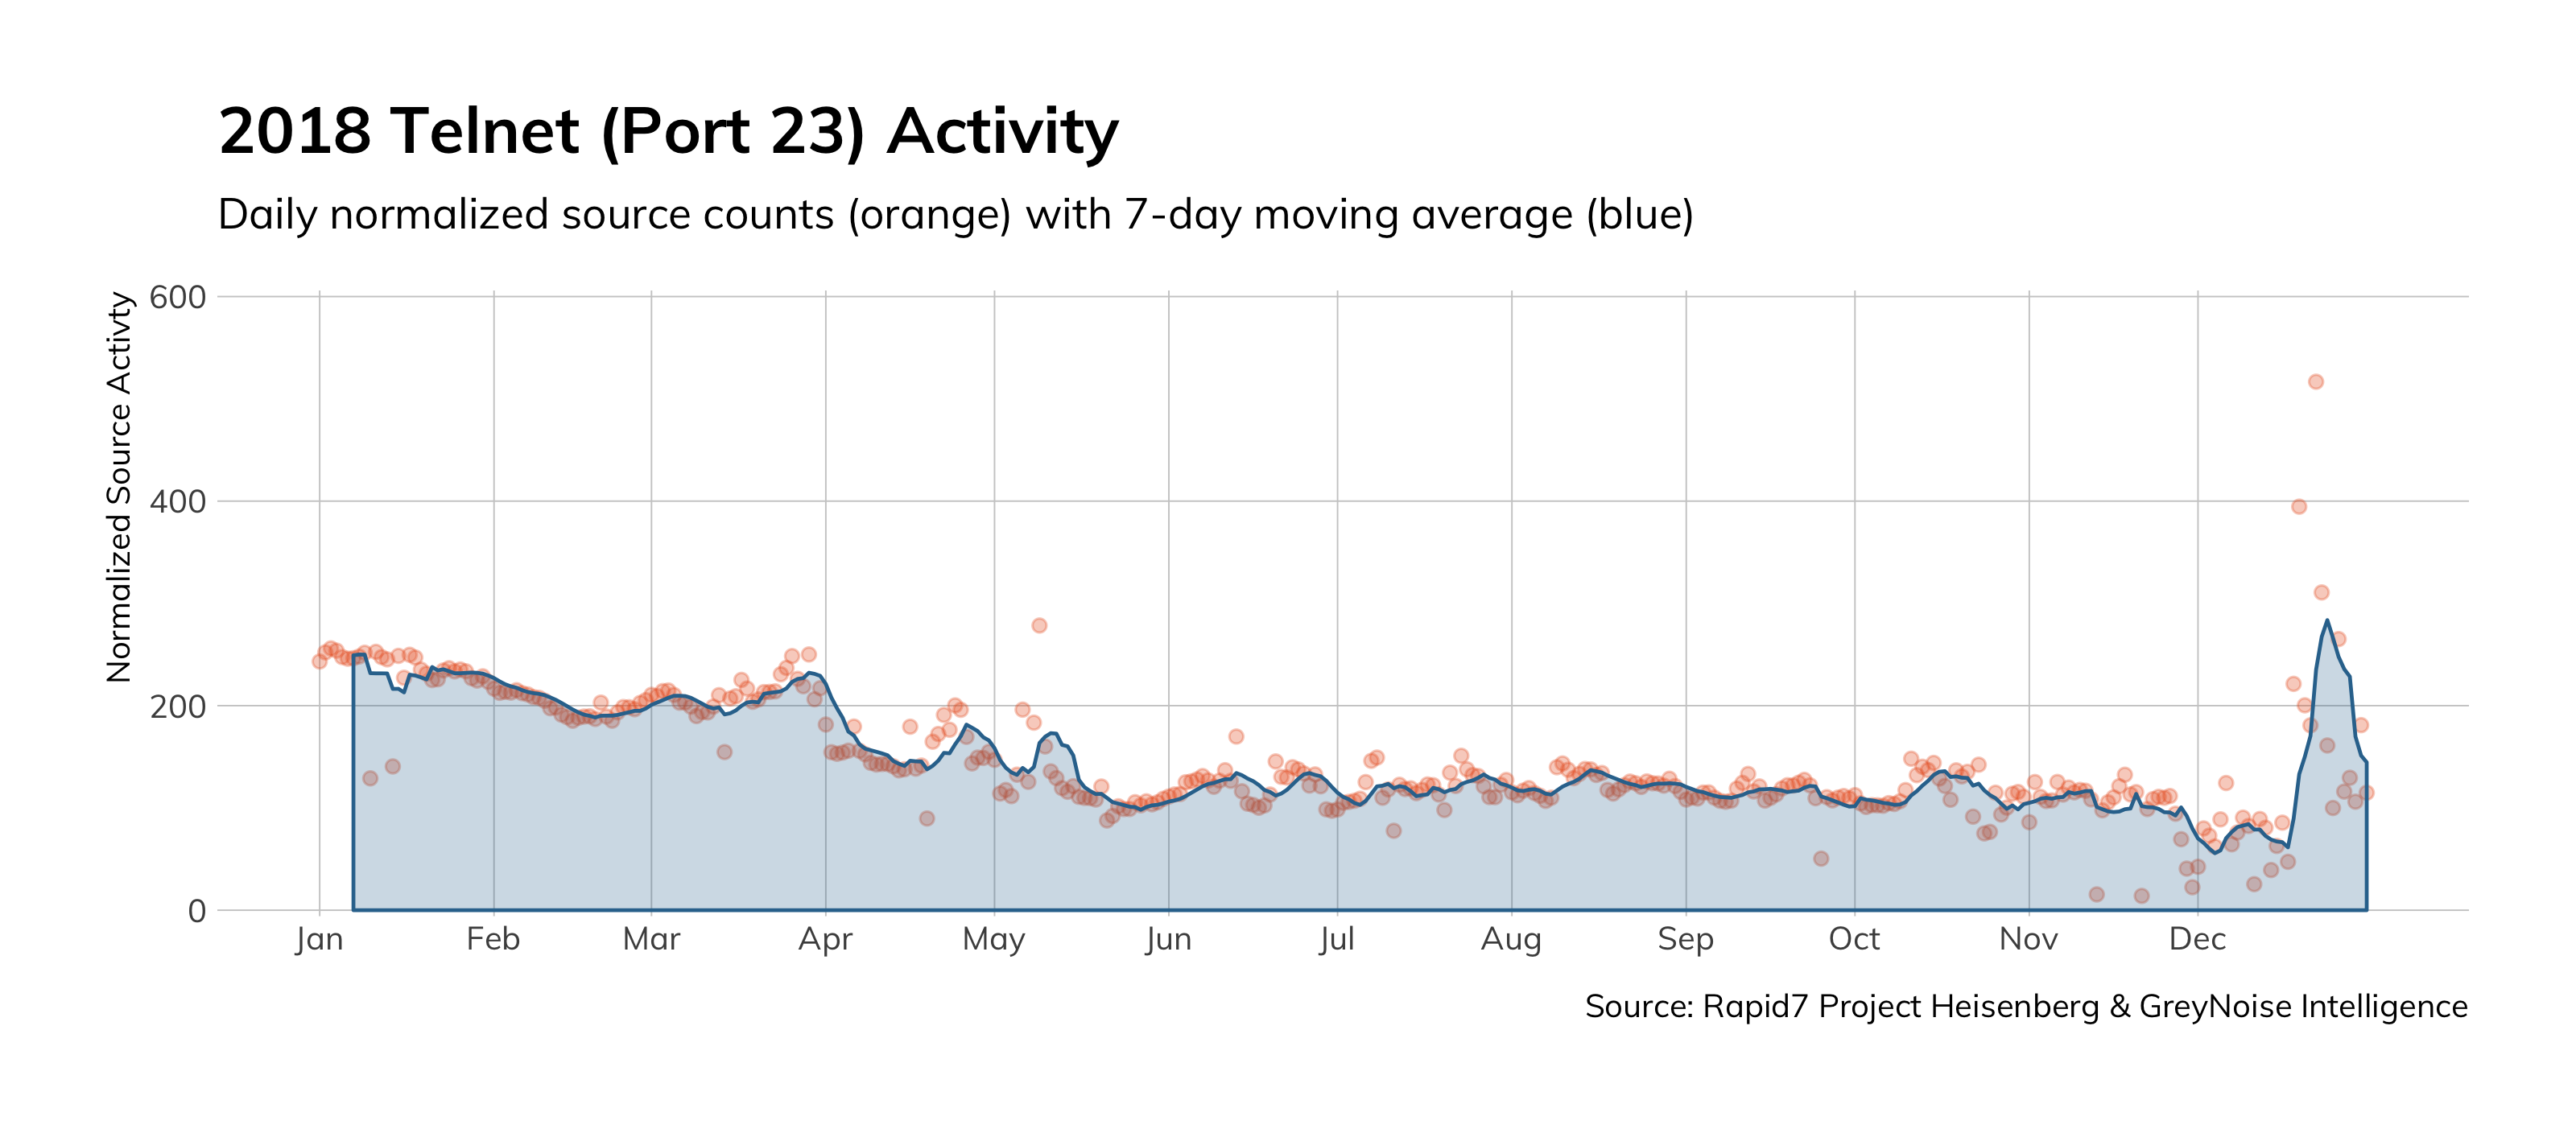 2018 Telnet (Port 23) Activity
Daily normalized source counts (orange) with 7-day moving average (blue)
Normalized Source Activty
600
400
200
0
Jan Feb Mar Apr May Jun Jul Aug Sep Oct Nov Dec
Source: Rapid7 Project Heisenberg & GreyNoise Intelligence